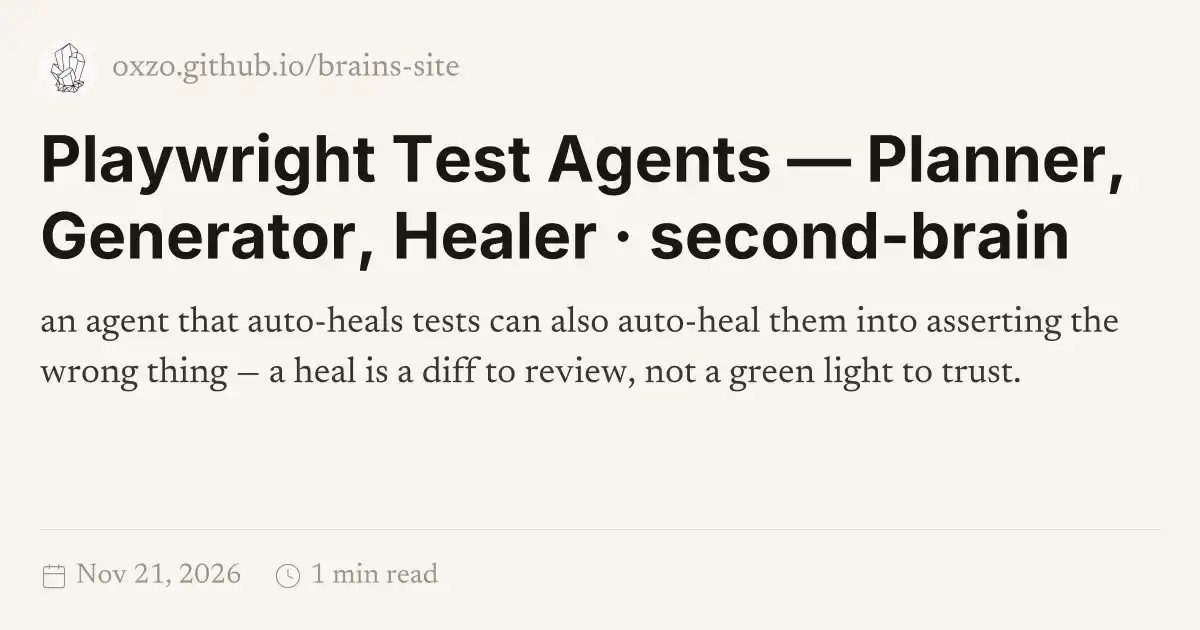 oxzo.github.io/brains-site
Playwright Test Agents — Planner,
Generator, Healer · second-brain
an agent that auto-heals tests can also auto-heal them into asserting the
wrong thing — a heal is a diff to review, not a green light to trust.
Nov 21, 2026 1 min read